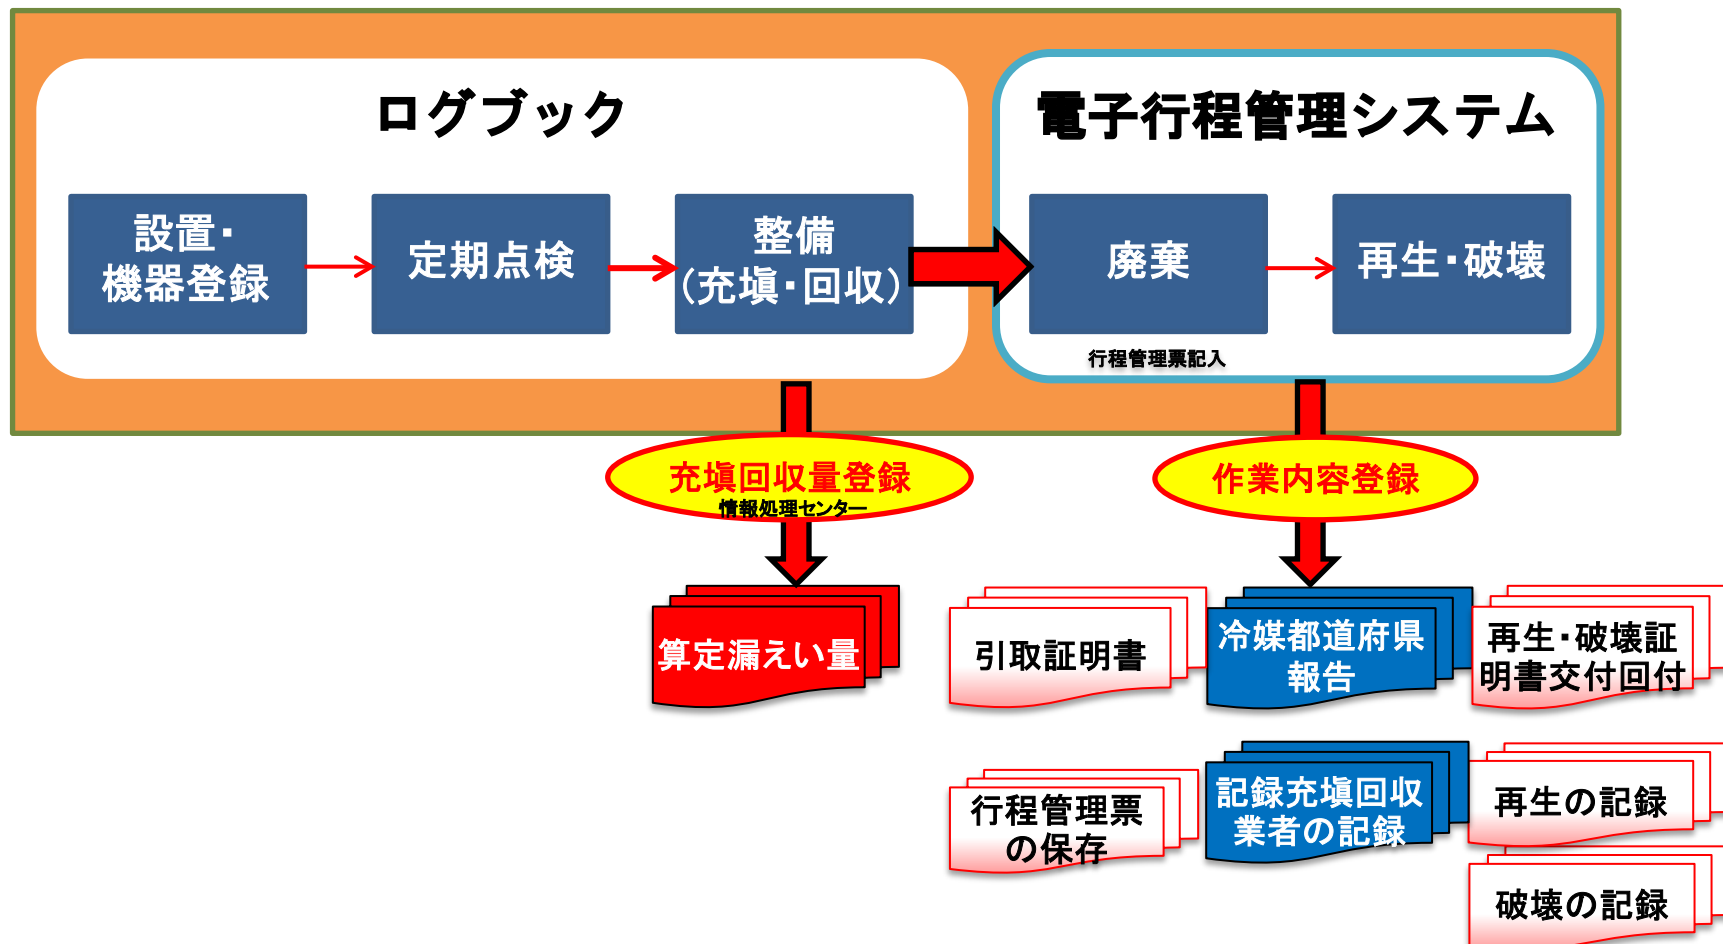 ログブック
設置・
機器登録
定期点検
整備
（充填・回収）
電子行程管理システム
廃棄
再生・破壊
行程管理票記入
充填回収量登録
情報処理センター
作業内容登録
算定漏えい量
引取証明書
冷媒都道府県
報告
再生・破壊証
明書交付回付
行程管理票
の保存
記録充填回収
業者の記録
再生の記録
破壊の記録